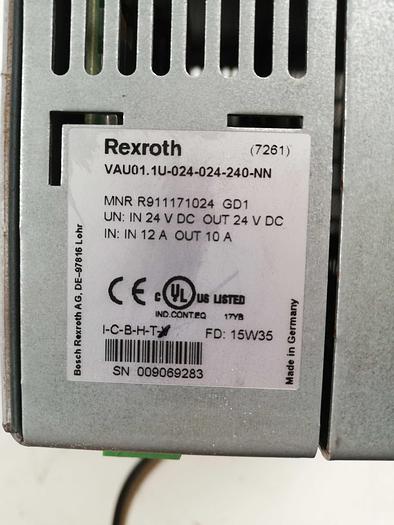 Rexroth (7261)
VAU01.1U-024-024-240-NN
MNR R911171024 GD1
UN: IN 24 V DC OUT 24 V DC
IN: IN 12 A OUT 10 A
CE c UL US LISTED
IND.CONT.EQ 17YB
I-C-B-H-T FD: 15W35
SN 009069283
Bosch Rexroth AG, DE-97816 Lohr
Made in Germany